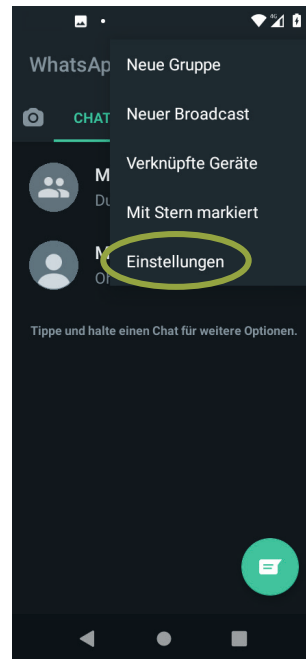 WhatsAp
Neue Gruppe
CHAT
Neuer Broadcast
Verknüpfte Geräte
M
Du
Mit Stern markiert
M
Einstellungen
Tippe und halte einen Chat für weitere Optionen.